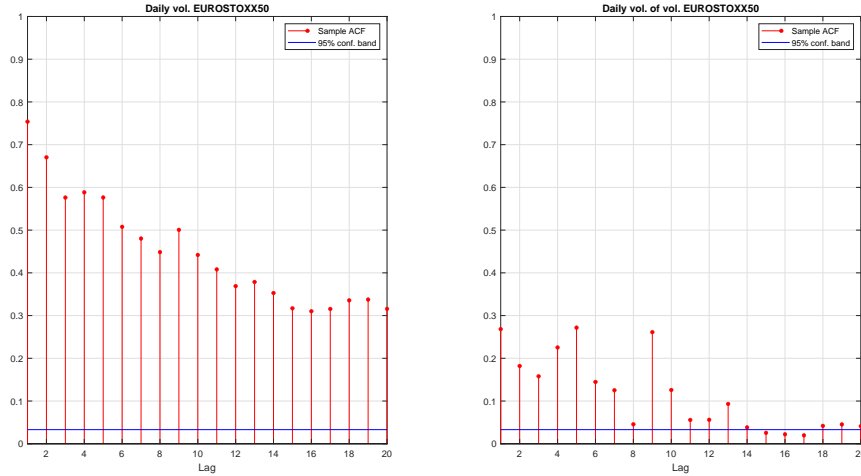 Daily vol. EUROSTOXX50
Sample ACF
95% conf. band
1
0.9
0.8
0.7
0.6
0.5
0.4
0.3
0.2
0.1
0
2 4 6 8 10 12 14 16 18 20
Lag
Daily vol. of vol. EUROSTOXX50
Sample ACF
95% conf. band
1
0.9
0.8
0.7
0.6
0.5
0.4
0.3
0.2
0.1
0
2 4 6 8 10 12 14 16 18 20
Lag